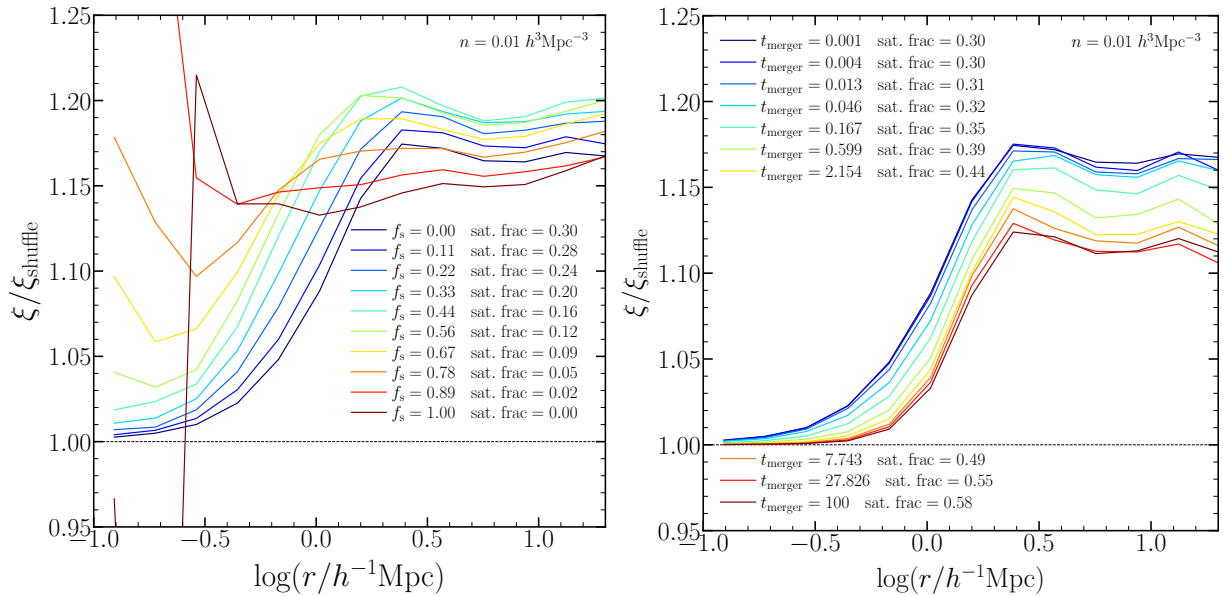 n = 0.01 h³Mpc⁻³
1.20
1.15
1.10
1.05
1.00
0.95
ξ/ξshuffle
fs = 0.00 sat. frac = 0.30
fs = 0.11 sat. frac = 0.28
fs = 0.22 sat. frac = 0.24
fs = 0.33 sat. frac = 0.20
fs = 0.44 sat. frac = 0.16
fs = 0.56 sat. frac = 0.12
fs = 0.67 sat. frac = 0.09
fs = 0.78 sat. frac = 0.05
fs = 0.89 sat. frac = 0.02
fs = 1.00 sat. frac = 0.00
−1.0 −0.5 0.0 0.5 1.0
log(r/h⁻¹Mpc)
n = 0.01 h³Mpc⁻³
tmerger = 0.001 sat. frac = 0.30
tmerger = 0.004 sat. frac = 0.30
tmerger = 0.013 sat. frac = 0.31
tmerger = 0.046 sat. frac = 0.32
tmerger = 0.167 sat. frac = 0.35
tmerger = 0.599 sat. frac = 0.39
tmerger = 2.154 sat. frac = 0.44
1.20
1.15
1.10
1.05
1.00
0.95
ξ/ξshuffle
tmerger = 7.743 sat. frac = 0.49
tmerger = 27.826 sat. frac = 0.55
tmerger = 100 sat. frac = 0.58
−1.0 −0.5 0.0 0.5 1.0
log(r/h⁻¹Mpc)